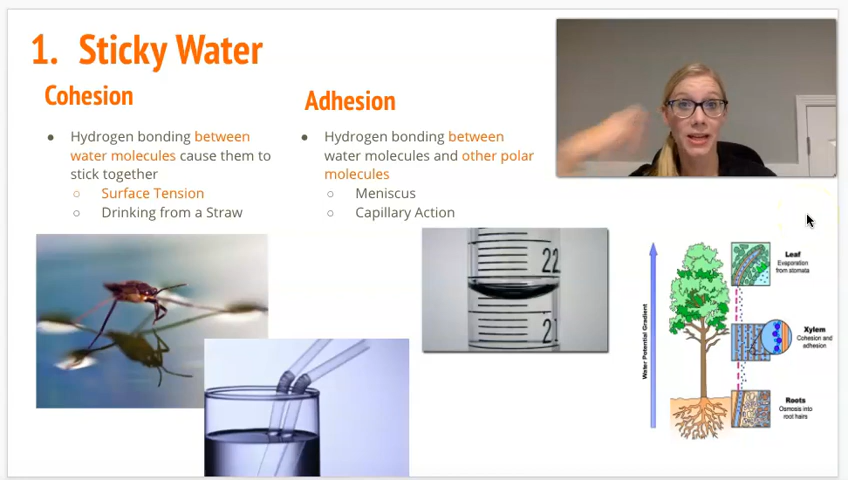 1. Sticky Water
Cohesion
● Hydrogen bonding between
water molecules cause them to
stick together
○ Surface Tension
○ Drinking from a Straw
Adhesion
● Hydrogen bonding between
water molecules and other polar
molecules
○ Meniscus
○ Capillary Action
22
2
Water Potential Gradient
Leaf
Evaporation
from stomata
Xylem
Cohesion and
adhesion
Roots
Osmosis into
root hairs